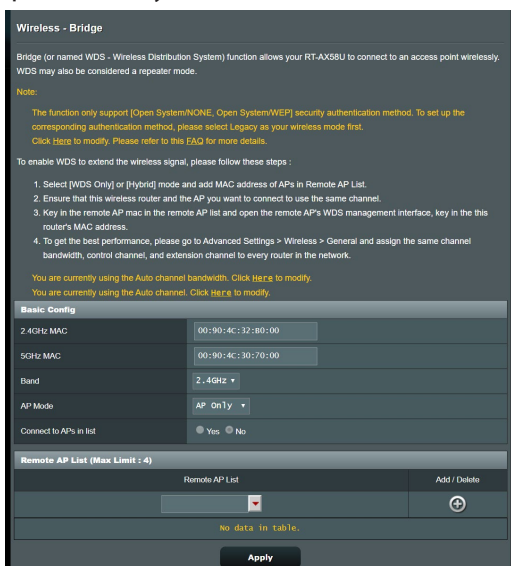 Wireless - Bridge
Bridge (or named WDS - Wireless Distribution System) function allows your RT-AX58U to connect to an access point wirelessly.
WDS may also be considered a repeater mode.
Note:
The function only support [Open System/NONE, Open System/WEP] security authentication method. To set up the
corresponding authentication method, please select Legacy as your wireless mode first.
Click Here to modify. Please refer to this FAQ for more details.
To enable WDS to extend the wireless signal, please follow these steps :
1. Select [WDS Only] or [Hybrid] mode and add MAC address of APs in Remote AP List.
2. Ensure that this wireless router and the AP you want to connect to use the same channel.
3. Key in the remote AP mac in the remote AP list and open the remote AP's WDS management interface, key in the this
router's MAC address.
4. To get the best performance, please go to Advanced Settings > Wireless > General and assign the same channel
bandwidth, control channel, and extension channel to every router in the network.
You are currently using the Auto channel bandwidth. Click Here to modify.
You are currently using the Auto channel. Click Here to modify.
Basic Config
2.4GHz MAC 00:90:4C:32:B0:00
5GHz MAC 00:90:4C:30:70:00
Band 2.4GHz
AP Mode AP Only
Connect to APs in list Yes No
Remote AP List (Max Limit : 4)
Remote AP List Add / Delete
No data in table.
Apply